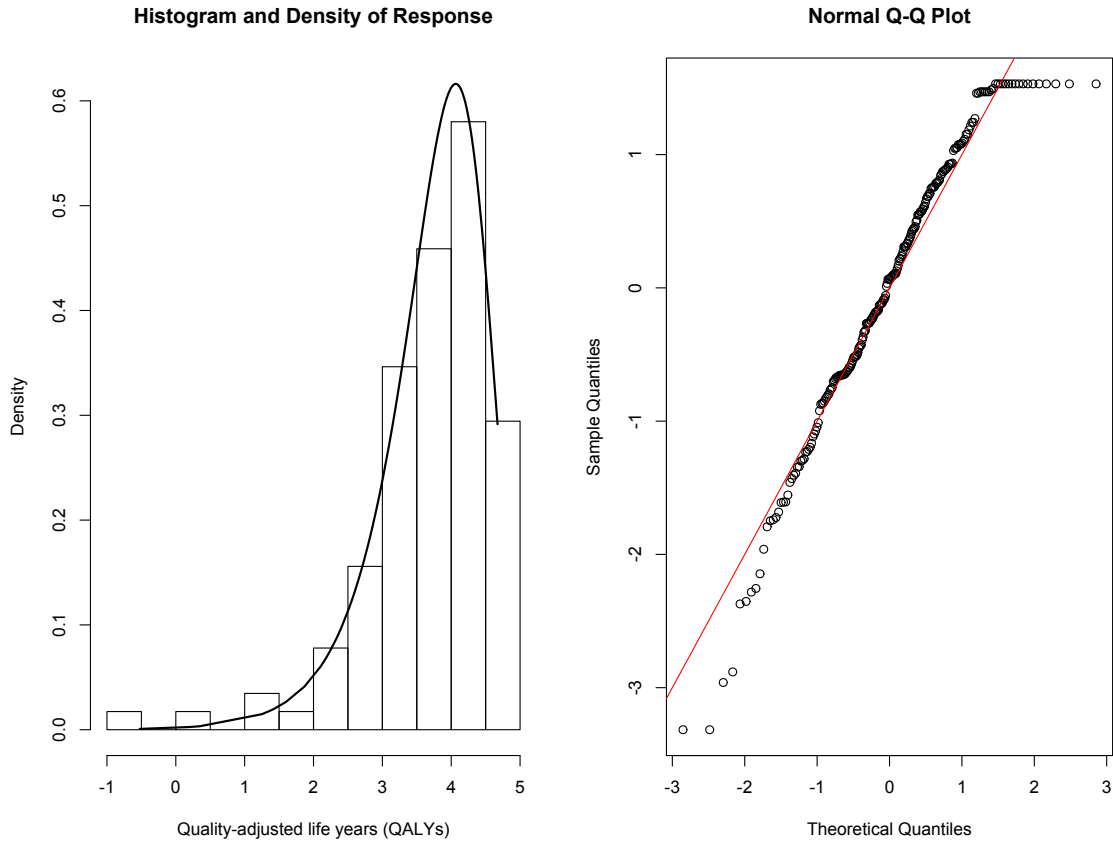 Histogram and Density of Response
Density
0.0 0.1 0.2 0.3 0.4 0.5 0.6
-1 0 1 2 3 4 5
Quality-adjusted life years (QALYs)
Normal Q-Q Plot
Sample Quantiles
-3 -2 -1 0 1
-3 -2 -1 0 1 2 3
Theoretical Quantiles